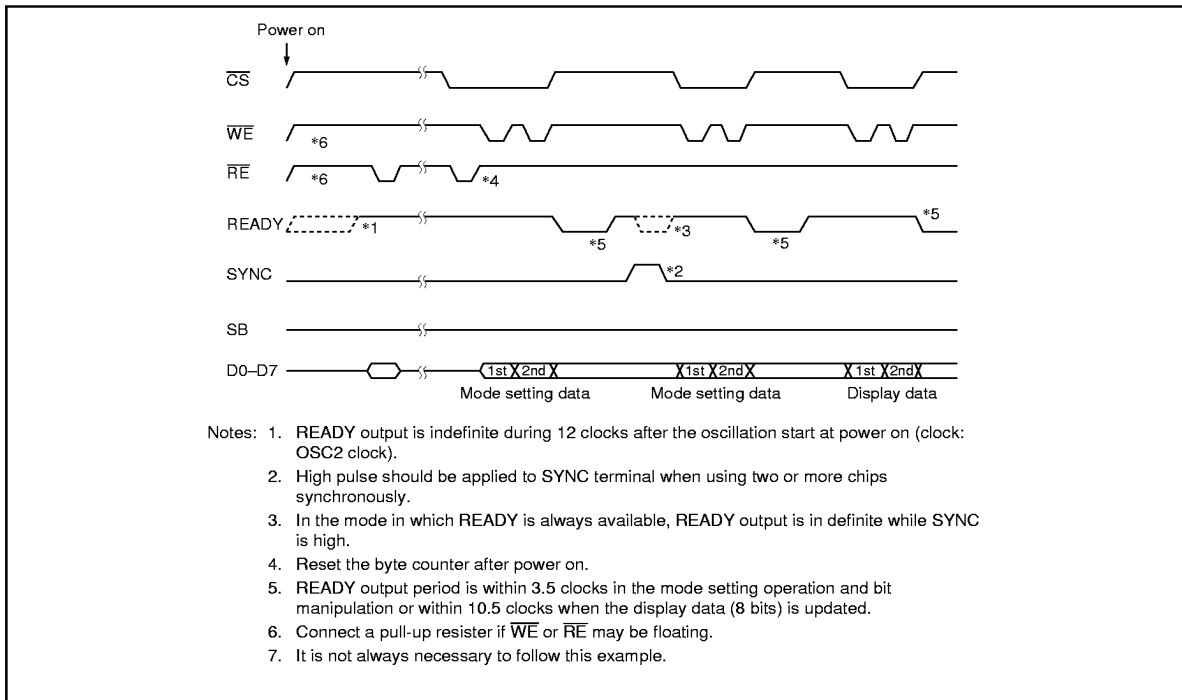 Power on
CS
WE
*6
RE
*6
*4
READY
*1
*5
*3
*5
*5
SYNC
*2
SB
D0–D7
1st
2nd
1st
2nd
1st
2nd
Mode setting data
Mode setting data
Display data
Notes: 1. READY output is indefinite during 12 clocks after the oscillation start at power on (clock:
OSC2 clock).
2. High pulse should be applied to SYNC terminal when using two or more chips
synchronously.
3. In the mode in which READY is always available, READY output is in definite while SYNC
is high.
4. Reset the byte counter after power on.
5. READY output period is within 3.5 clocks in the mode setting operation and bit
manipulation or within 10.5 clocks when the display data (8 bits) is updated.
6. Connect a pull-up resister if WE or RE may be floating.
7. It is not always necessary to follow this example.